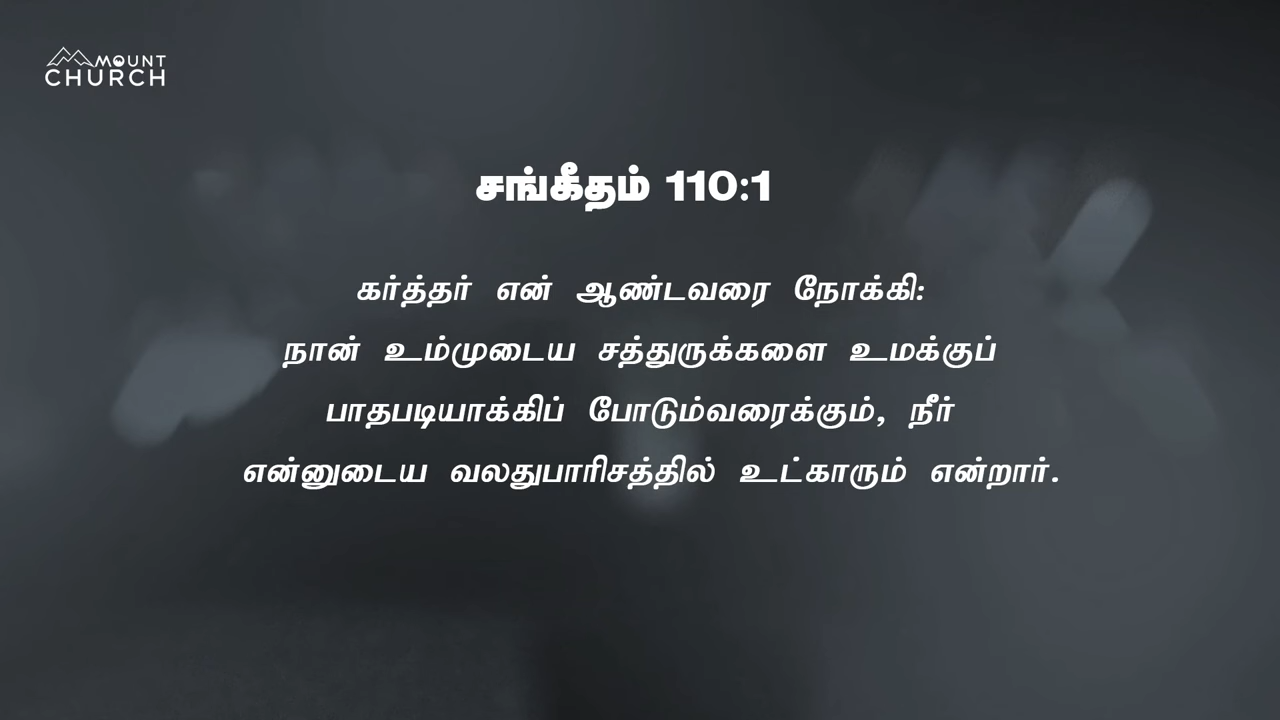 MOUNT
CHURCH
சங்கீதம் 110:1
கர்த்தர் என் ஆண்டவரை நோக்கி:
நான் உம்முடைய சத்துருக்களை உமக்குப்
பாதபடியாக்கிப் போடும்வரைக்கும், நீர்
என்னுடைய வலதுபாரிசத்தில் உட்காரும் என்றார்.